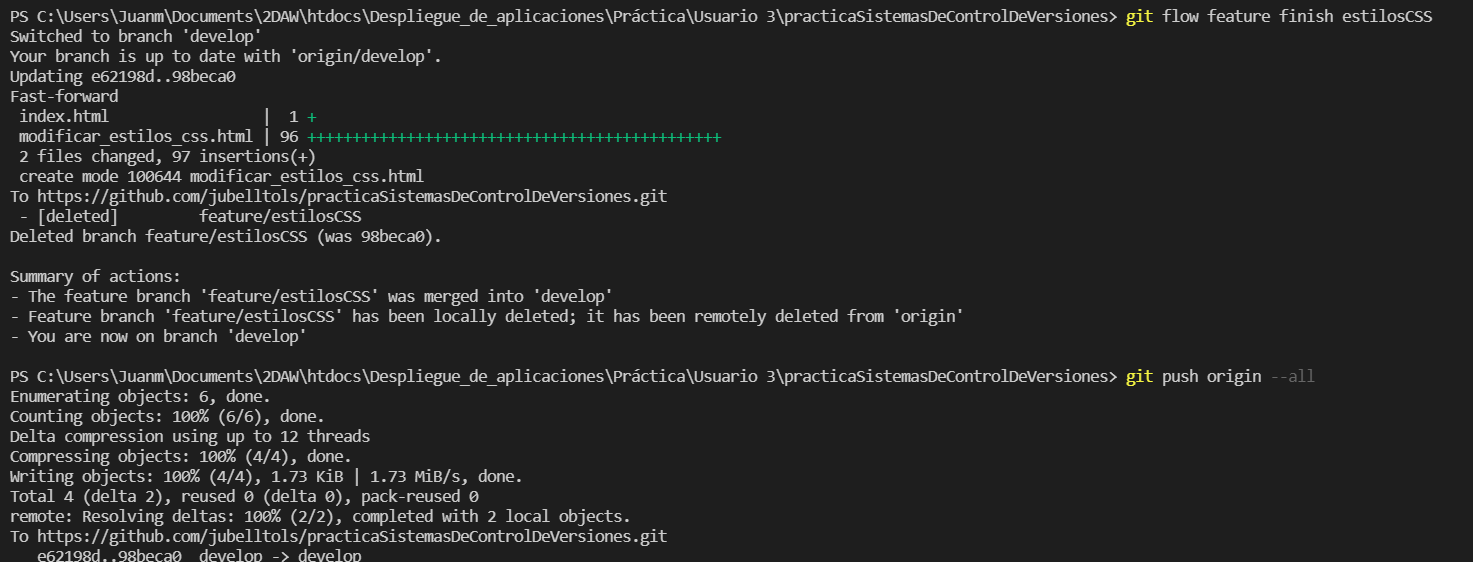 PS C:\Users\Juanm\Documents\2DAW\htdocs\Despliegue_de_aplicaciones\Práctica\Usuario 3\practicaSistemasDeControlDeVersiones> git flow feature finish estilosCSS
Switched to branch 'develop'
Your branch is up to date with 'origin/develop'.
Updating e62198d..98beca0
Fast-forward
 index.html                 |  1 +
 modificar_estilos_css.html | 96 ++++++++++++++++++++++++++++++++++++++++++++++
 2 files changed, 97 insertions(+)
 create mode 100644 modificar_estilos_css.html
To https://github.com/jubelltols/practicaSistemasDeControlDeVersiones.git
 - [deleted]         feature/estilosCSS
Deleted branch feature/estilosCSS (was 98beca0).

Summary of actions:
- The feature branch 'feature/estilosCSS' was merged into 'develop'
- Feature branch 'feature/estilosCSS' has been locally deleted; it has been remotely deleted from 'origin'
- You are now on branch 'develop'

PS C:\Users\Juanm\Documents\2DAW\htdocs\Despliegue_de_aplicaciones\Práctica\Usuario 3\practicaSistemasDeControlDeVersiones> git push origin --all
Enumerating objects: 6, done.
Counting objects: 100% (6/6), done.
Delta compression using up to 12 threads
Compressing objects: 100% (4/4), done.
Writing objects: 100% (4/4), 1.73 KiB | 1.73 MiB/s, done.
Total 4 (delta 2), reused 0 (delta 0), pack-reused 0
remote: Resolving deltas: 100% (2/2), completed with 2 local objects.
To https://github.com/jubelltols/practicaSistemasDeControlDeVersiones.git
   e62198d..98beca0  develop -> develop